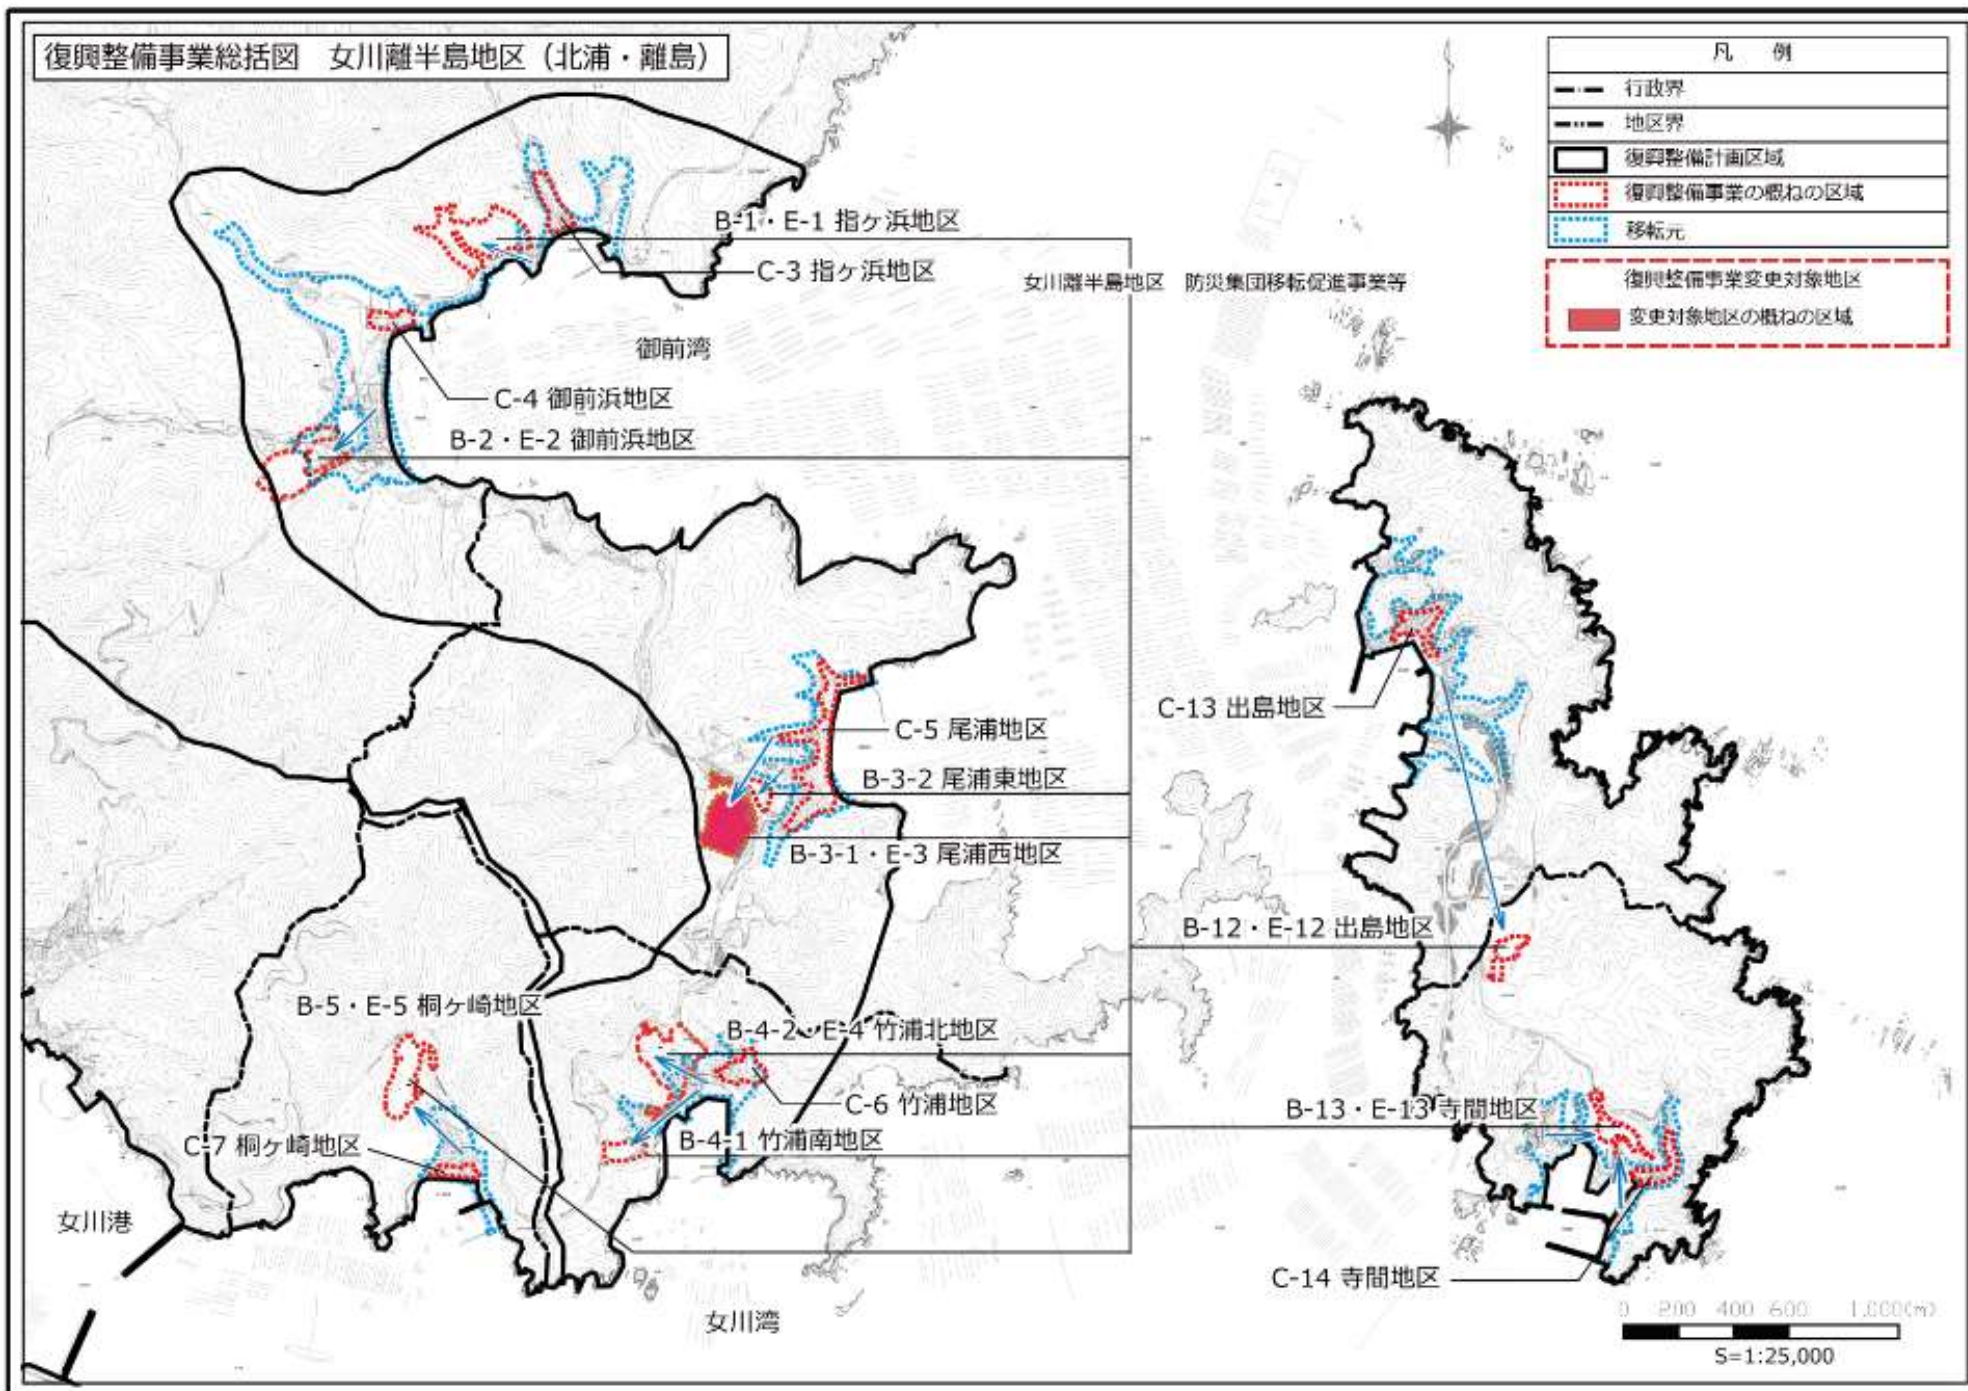 復興整備事業総括図 女川離半島地区（北浦・離島）
凡 例
行政界
地区界
復興整備計画区域
復興整備事業の概ねの区域
移転元
復興整備事業変更対象地区
変更対象地区の概ねの区域
B-1・E-1 指ヶ浜地区
C-3 指ヶ浜地区
女川離半島地区 防災集団移転促進事業等
御前湾
C-4 御前浜地区
B-2・E-2 御前浜地区
C-13 出島地区
C-5 尾浦地区
B-3-2 尾浦東地区
B-3-1・E-3 尾浦西地区
B-12・E-12 出島地区
B-5・E-5 桐ヶ崎地区
B-4-2・E-4 竹浦北地区
C-6 竹浦地区
B-13・E-13 寺間地区
C-7 桐ヶ崎地区
B-4-1 竹浦南地区
女川港
C-14 寺間地区
女川湾
0 200 400 600 1,000(m)
S=1:25,000